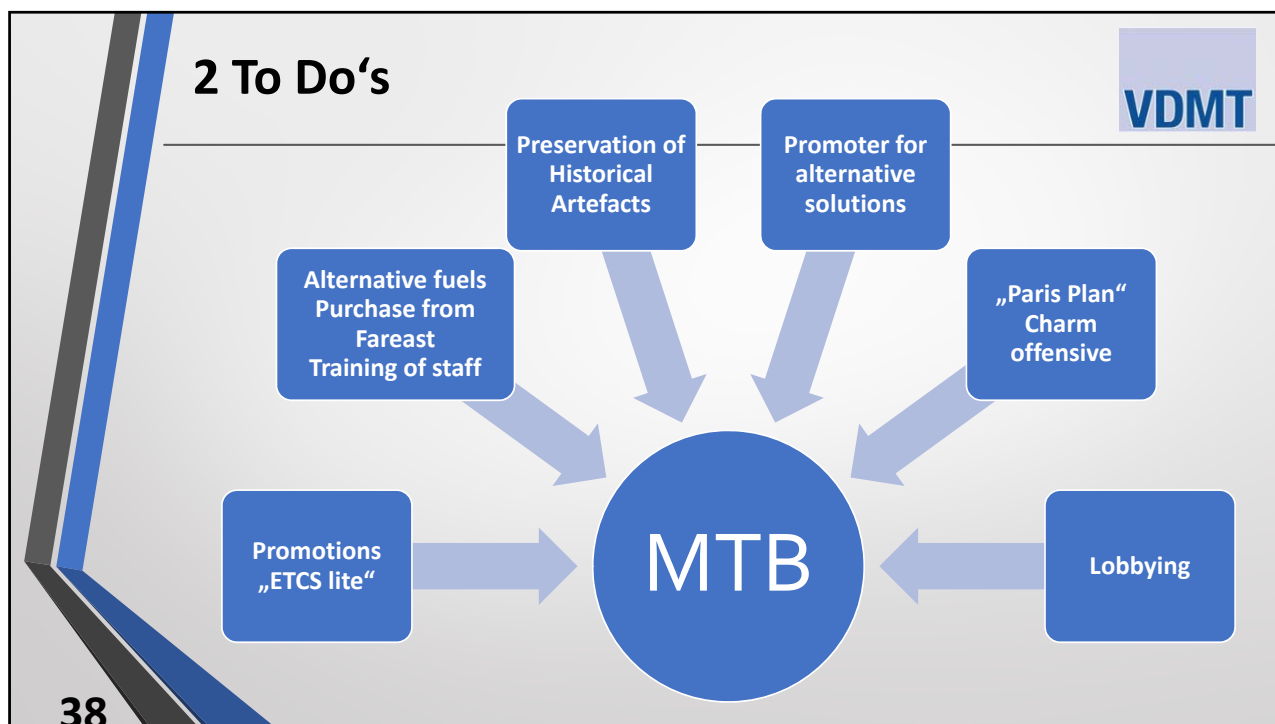 2 To Do‘s
VDMT
Preservation of
Historical
Artefacts
Promoter for
alternative
solutions
Alternative fuels
Purchase from
Fareast
Training of staff
„Paris Plan“
Charm
offensive
Promotions
„ETCS lite“
MTB
Lobbying
38